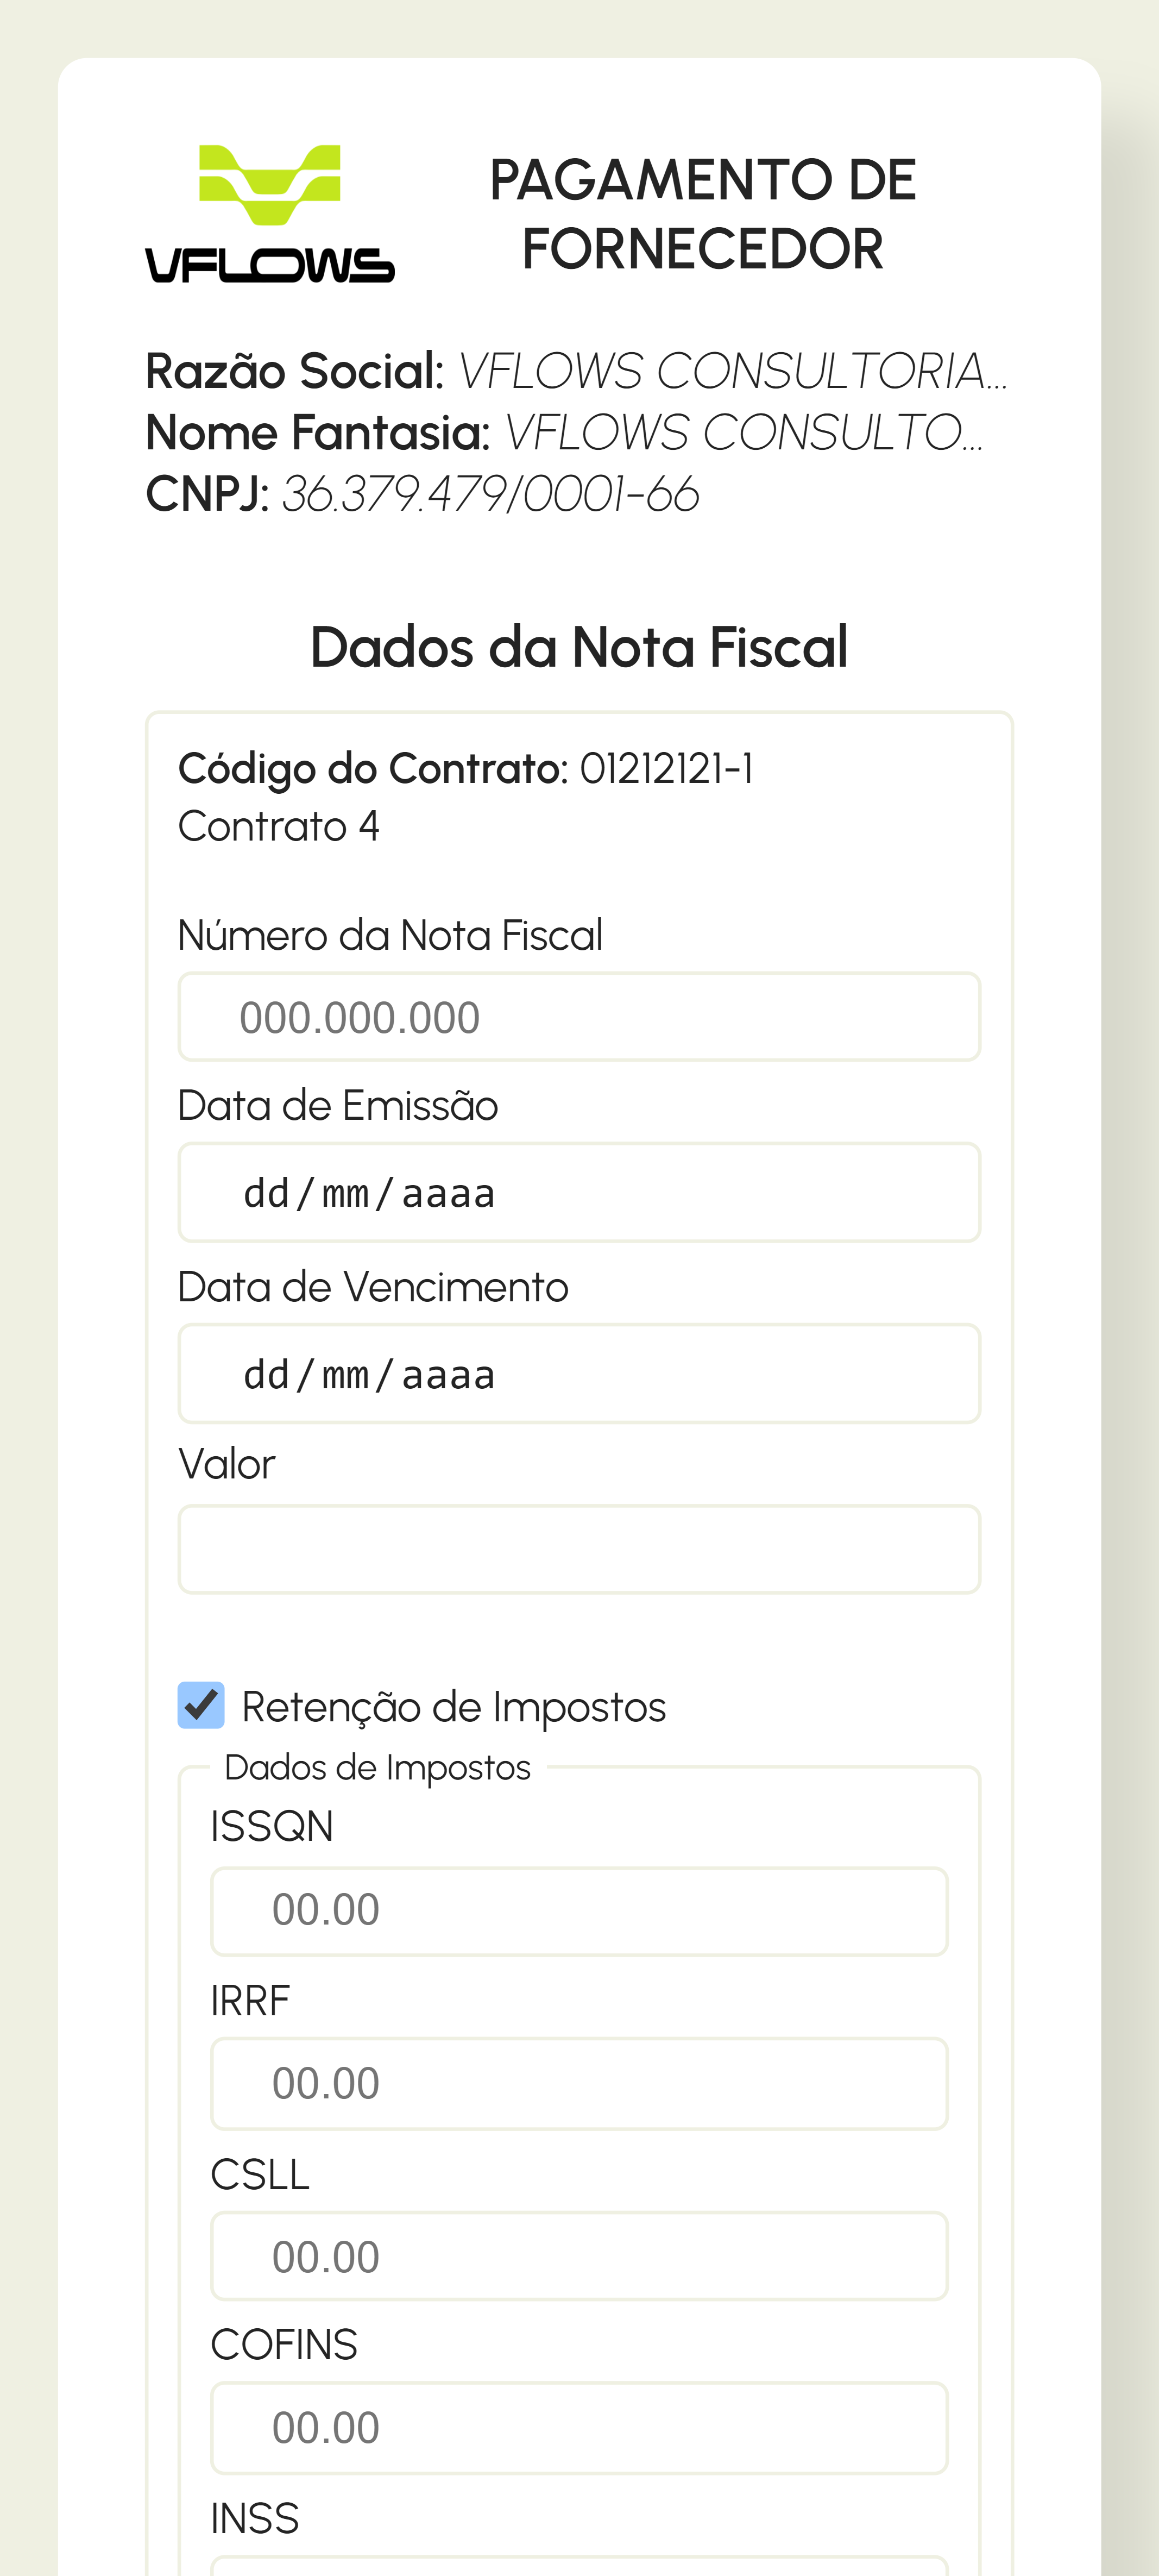 VFLOWS
PAGAMENTO DE
FORNECEDOR
Razão Social: VFLOWS CONSULTORIA...
Nome Fantasia: VFLOWS CONSULTO...
CNPJ: 36.379.479/0001-66
Dados da Nota Fiscal
Código do Contrato: 01212121-1
Contrato 4
Número da Nota Fiscal
000.000.000
Data de Emissão
dd/mm/aaaa
Data de Vencimento
dd/mm/aaaa
Valor
Retenção de Impostos
Dados de Impostos
ISSQN
00.00
IRRF
00.00
CSLL
00.00
COFINS
00.00
INSS